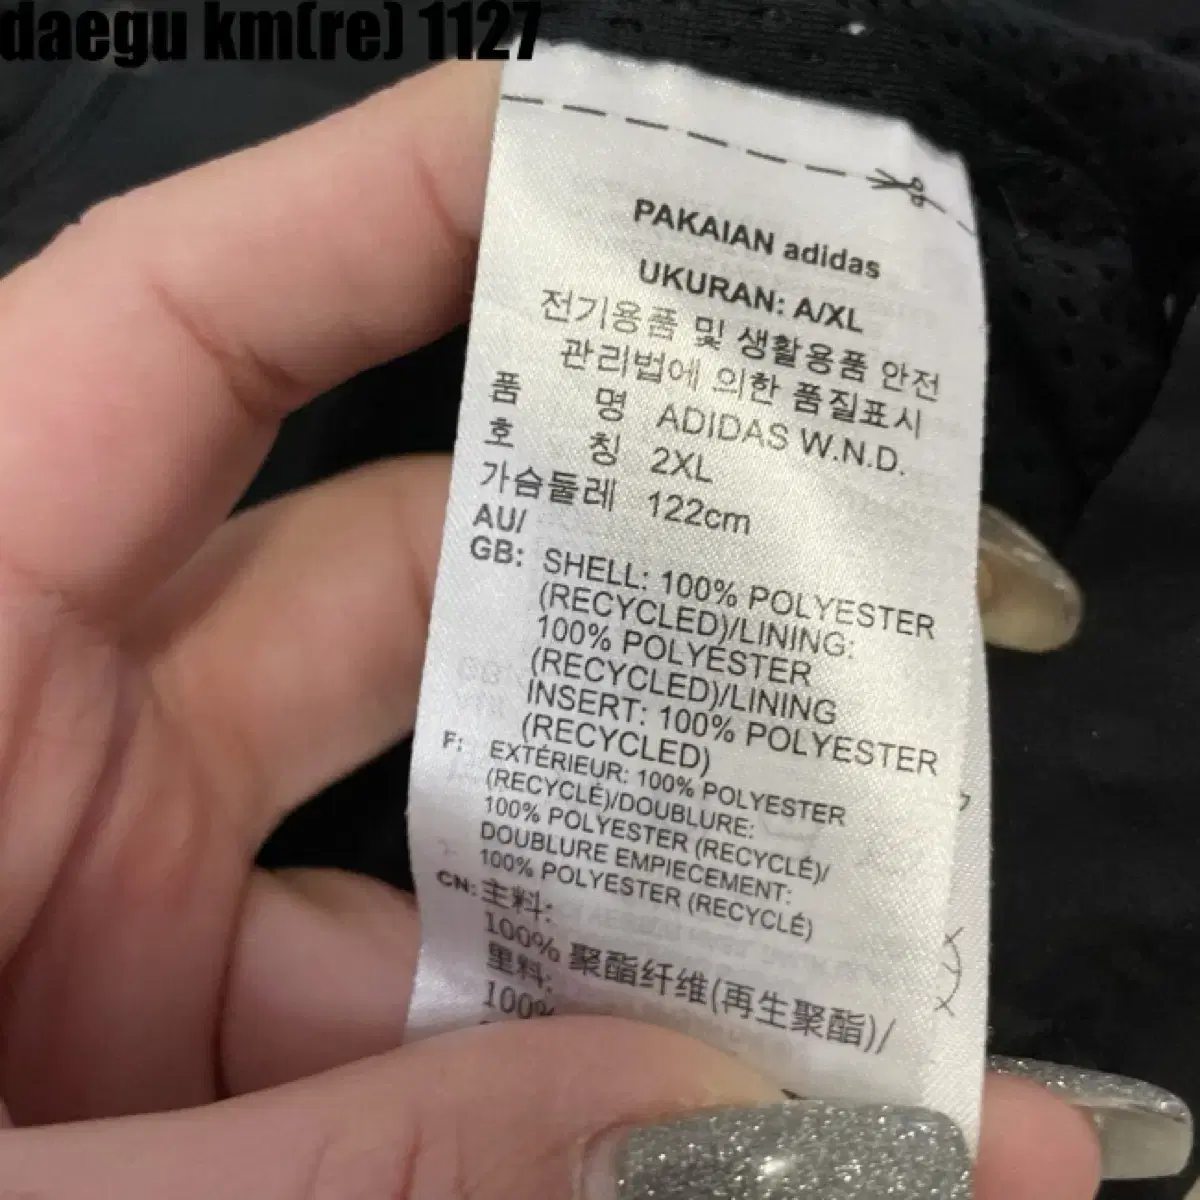 daegu km(re) 1127
PAKAIAN adidas
UKURAN: A/XL
전기용품 및 생활용품 안전
관리법에 의한 품질표시
품 명 ADIDAS W.N.D.
호 칭 2XL
가슴둘레 122cm
AU/
GB: SHELL: 100% POLYESTER
(RECYCLED)/LINING:
100% POLYESTER
(RECYCLED)/LINING
INSERT: 100% POLYESTER
(RECYCLED)
F: EXTÉRIEUR: 100% POLYESTER
(RECYCLÉ)/DOUBLURE:
100% POLYESTER (RECYCLÉ)/
DOUBLURE EMPIECEMENT:
100% POLYESTER (RECYCLÉ)
CN: 主料:
100% 聚酯纤维(再生聚酯)/
里料:
100%